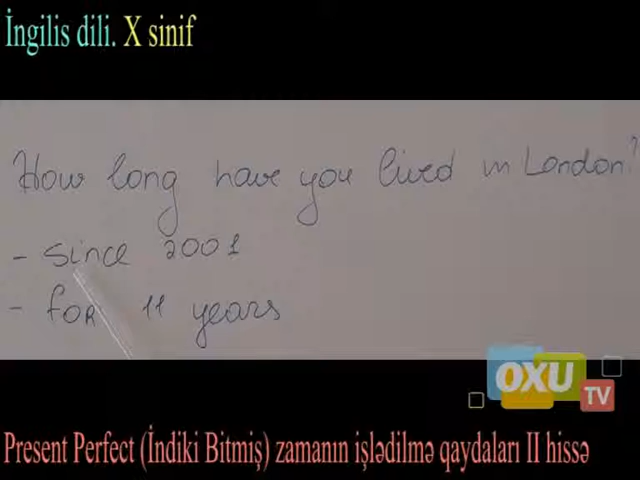 İngilis dili. X sinif
How long have you lived in London?
- since 2001
- for 11 years
OXU
TV
Present Perfect (İndiki Bitmiş) zamanın işlədilmə qaydaları II hissə